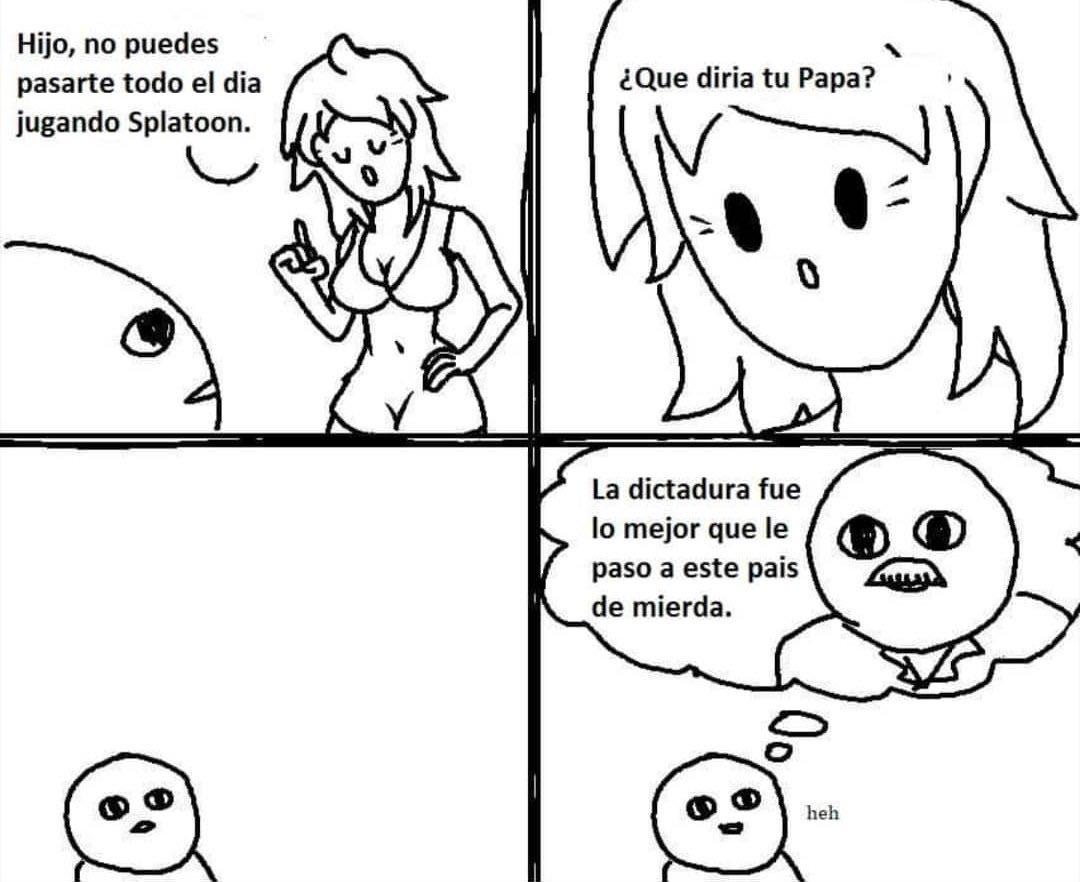 Hijo, no puedes
pasarte todo el dia
jugando Splatoon.
¿Que diria tu Papa?
La dictadura fue
lo mejor que le
paso a este pais
de mierda.
heh